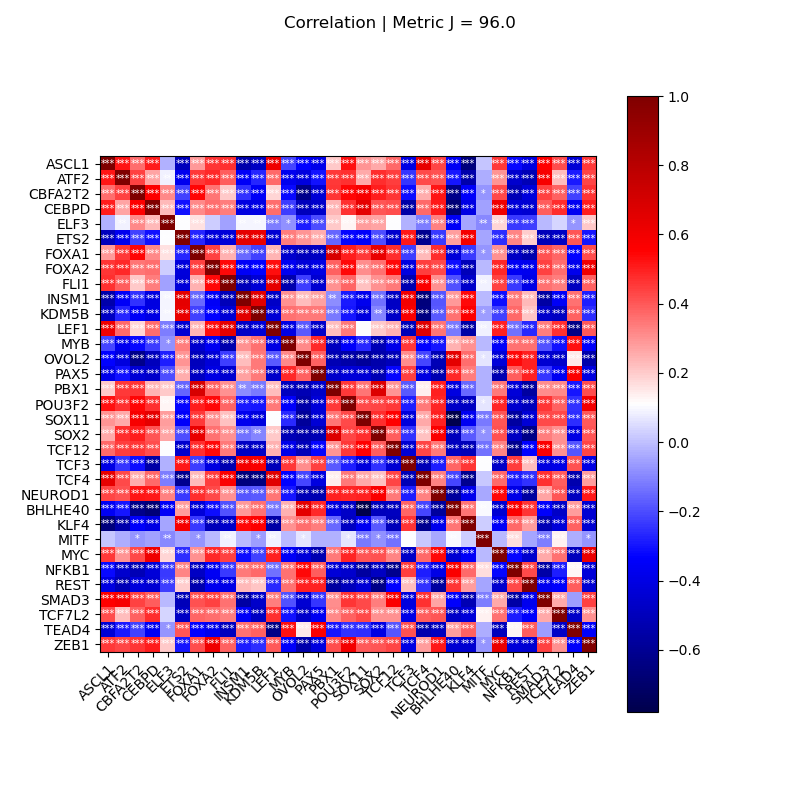 Correlation | Metric J = 96.0
ASCL1
ATF2
CBFA2T2
CEBPD
ELF3
ETS2
FOXA1
FOXA2
FLI1
INSM1
KDM5B
LEF1
MYB
OVOL2
PAX5
PBX1
POU3F2
SOX11
SOX2
TCF12
TCF3
TCF4
NEUROD1
BHLHE40
KLF4
MITF
MYC
NFKB1
REST
SMAD3
TCF7L2
TEAD4
ZEB1
ASCL1
ATF2
CBFA2T2
CEBPD
ELF3
ETS2
FOXA1
FOXA2
FLI1
INSM1
KDM5B
LEF1
MYB
OVOL2
PAX5
PBX1
POU3F2
SOX11
SOX2
TCF12
TCF3
TCF4
NEUROD1
BHLHE40
KLF4
MITF
MYC
NFKB1
REST
SMAD3
TCF7L2
TEAD4
ZEB1
1.0
0.8
0.6
0.4
0.2
0.0
−0.2
−0.4
−0.6